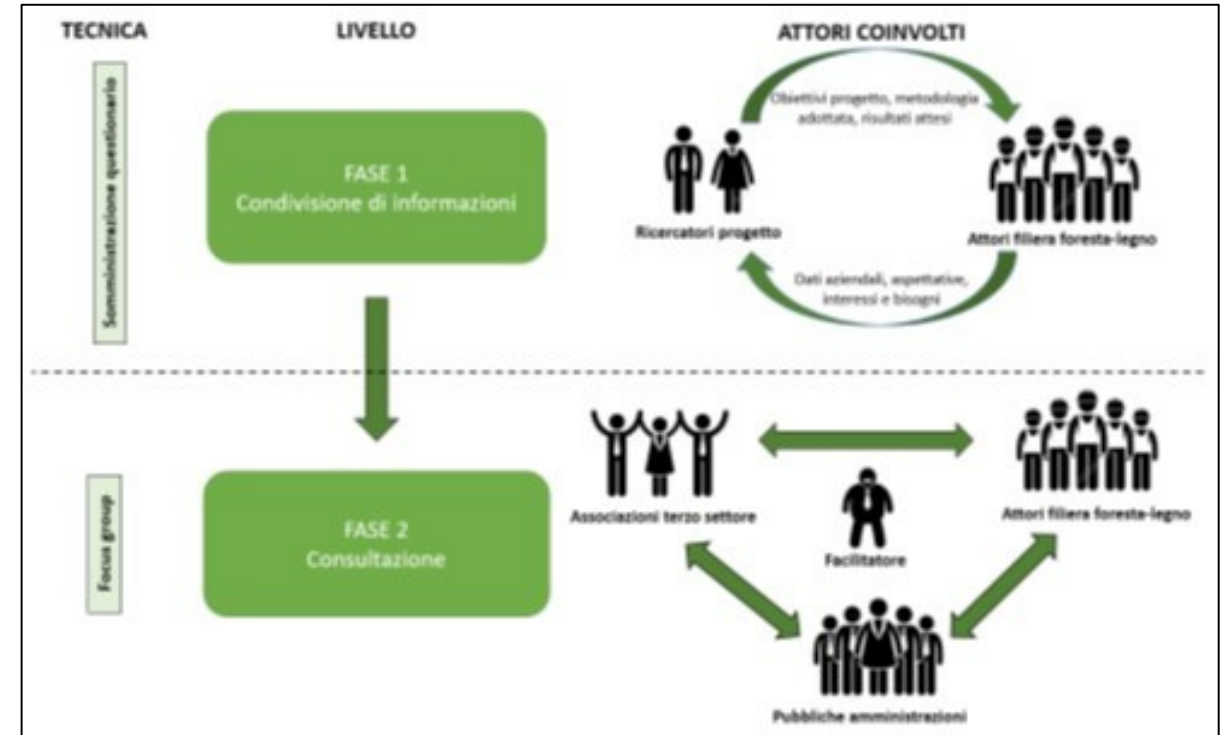 TECNICA
LIVELLO
ATTORI COINVOLTI
Somministrazione questionario
FASE 1
Condivisione di informazioni
Obiettivi progetto, metodologia
adottata, risultati attesi
Ricercatori progetto
Attori filiera foresta-legno
Dati aziendali, aspettative,
interessi e bisogni
Focus group
FASE 2
Consultazione
Associazioni terzo settore
Attori filiera foresta-legno
Facilitatore
Pubbliche amministrazioni